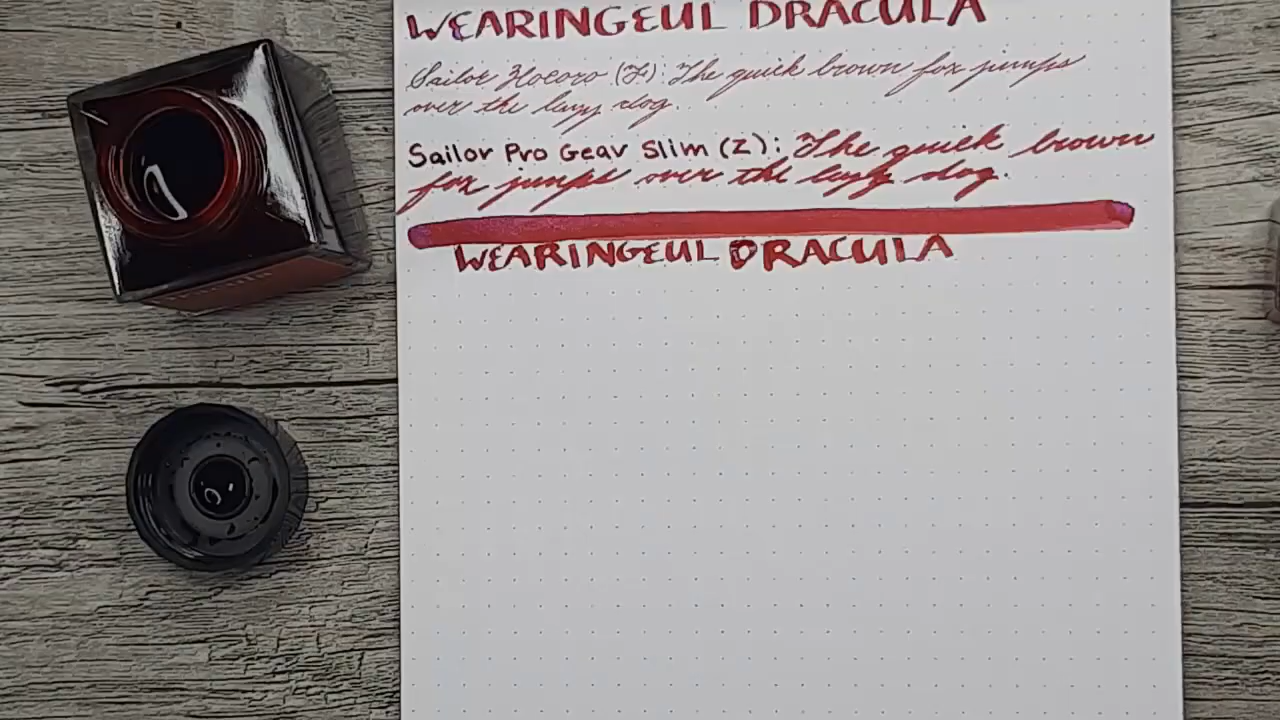 WEARINGEUL DRACULA
Sailor Hocoro (F): The quick brown fox jumps
over the lazy dog.
Sailor Pro Gear Slim (Z): The quick brown
fox jumps over the lazy dog.
WEARINGEUL DRACULA